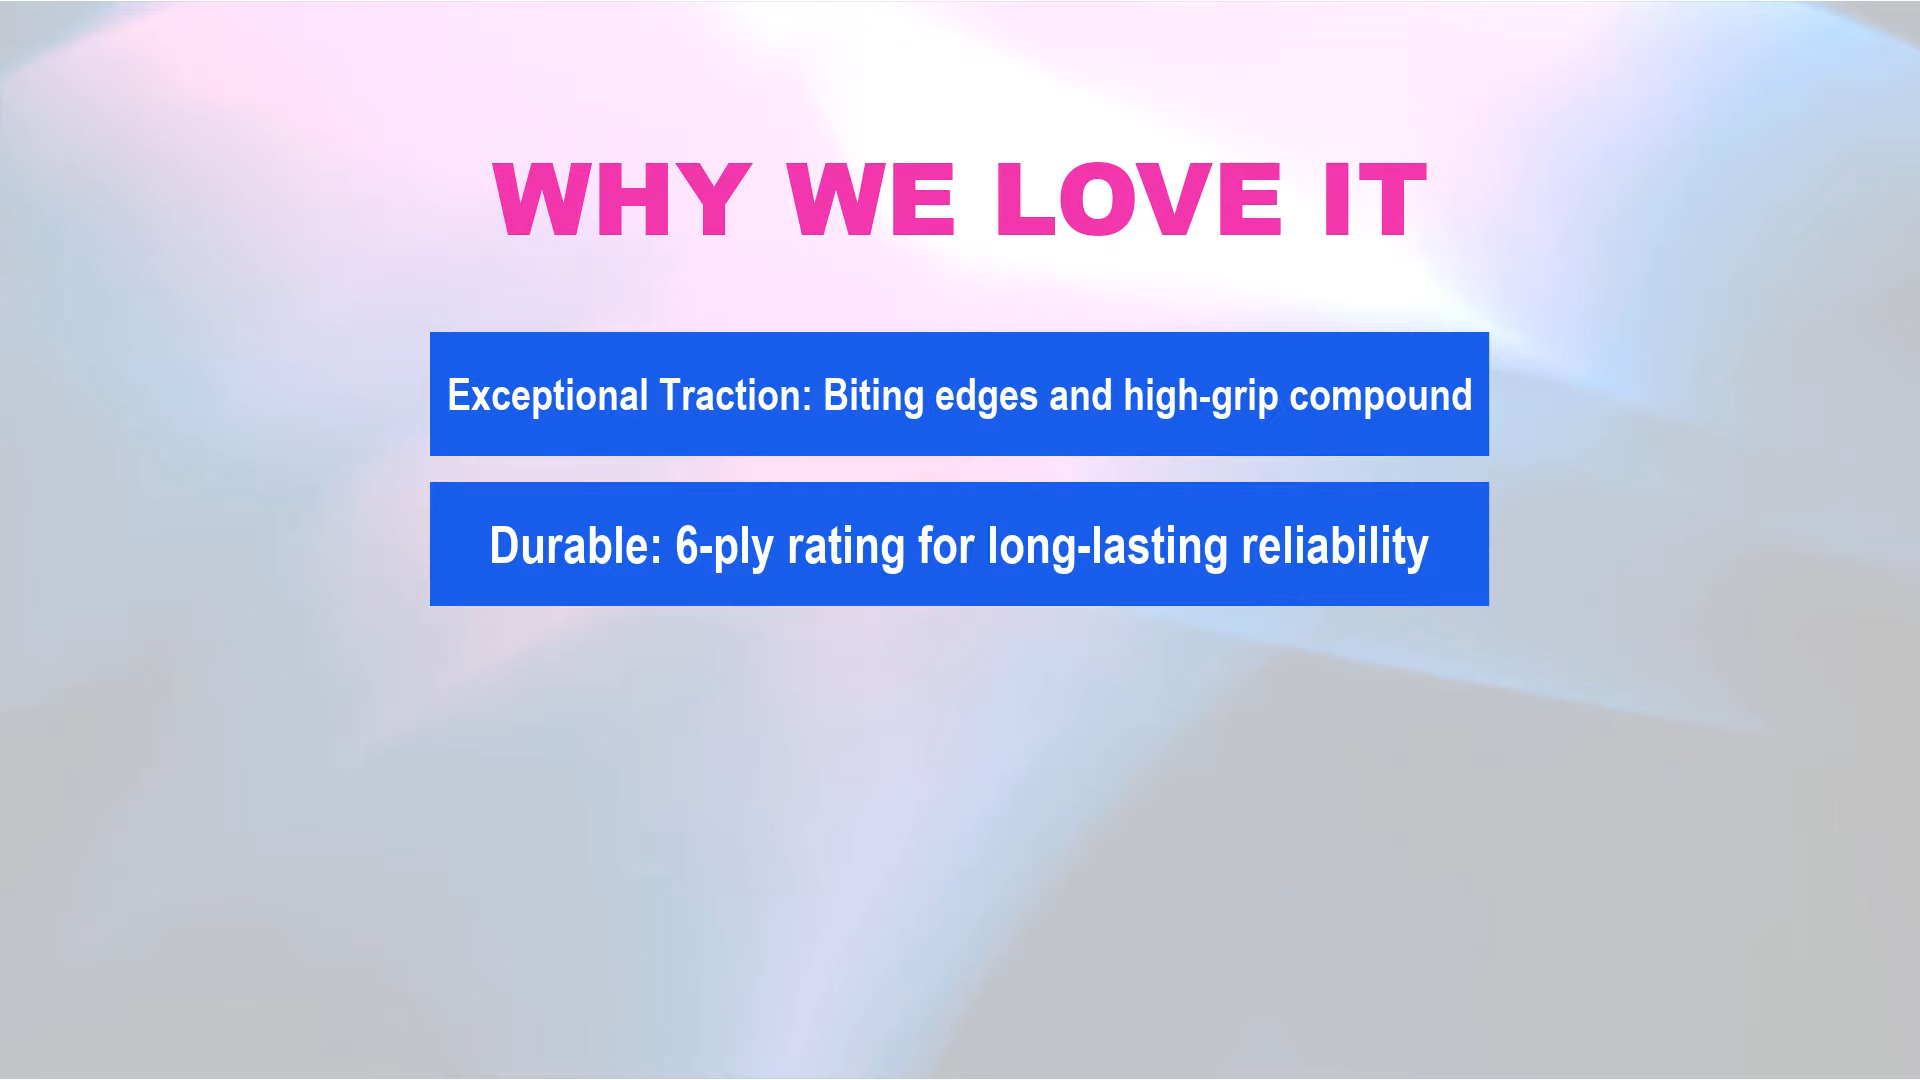 WHY WE LOVE IT
Exceptional Traction: Biting edges and high-grip compound
Durable: 6-ply rating for long-lasting reliability